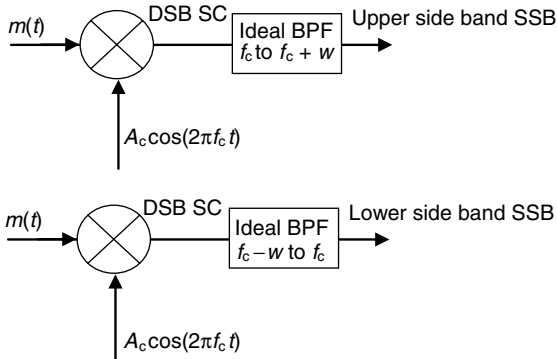 DSB SC
Upper side band SSB
m(t)
Ideal BPF
f_c to f_c + w
A_c cos(2πf_c t)
DSB SC
Lower side band SSB
m(t)
Ideal BPF
f_c – w to f_c
A_c cos(2πf_c t)